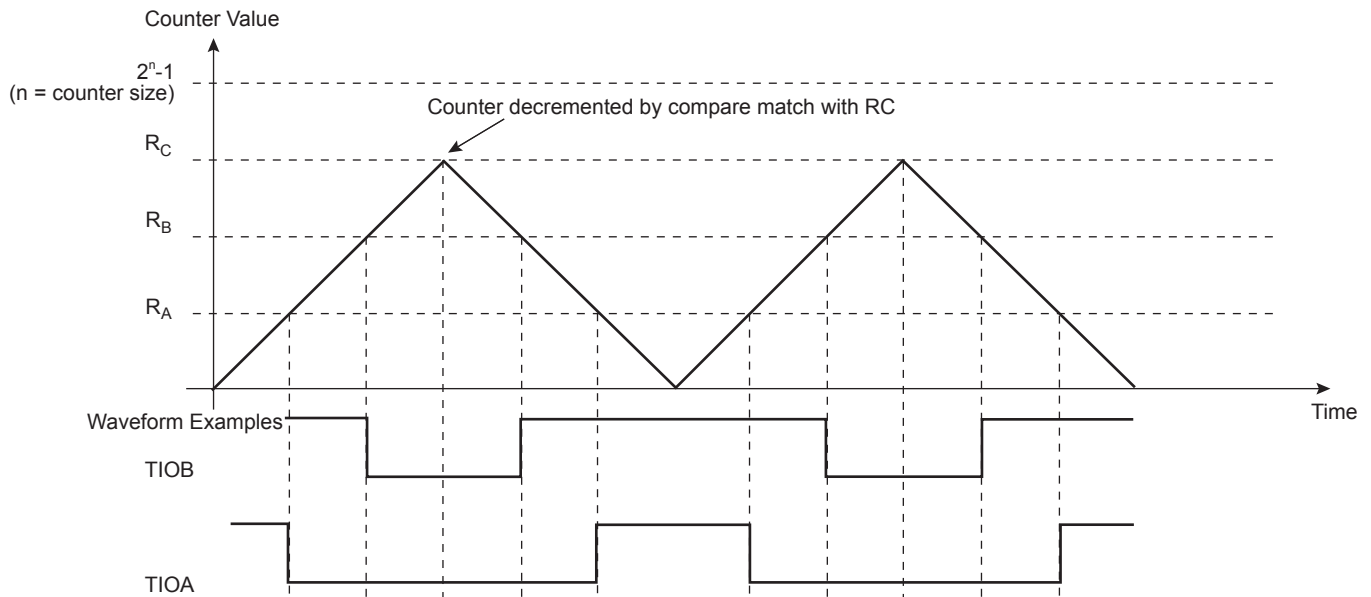 Counter Value
2ⁿ-1
(n = counter size)
Counter decremented by compare match with RC
R_C
R_B
R_A
Time
Waveform Examples
TIOB
TIOA